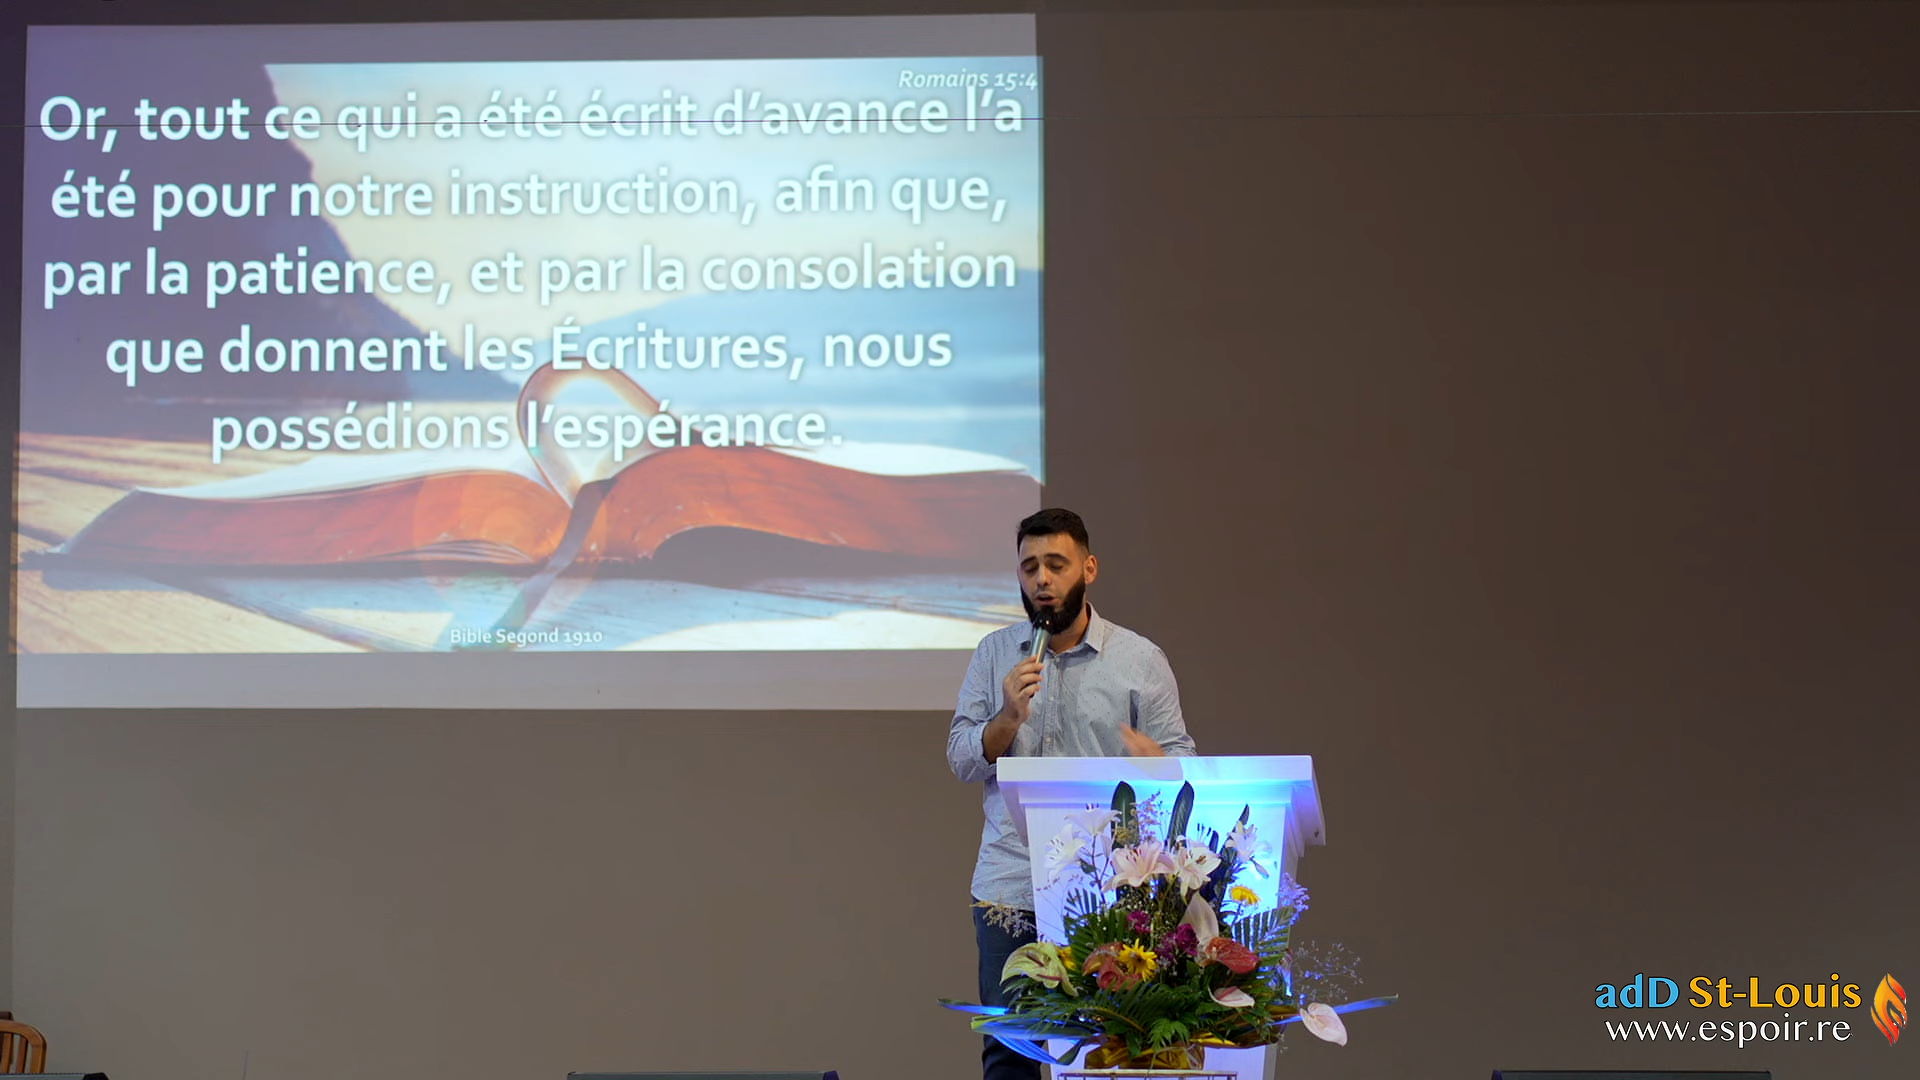 Romains 15:4
Or, tout ce qui a été écrit d’avance l’a
été pour notre instruction, afin que,
par la patience, et par la consolation
que donnent les Écritures, nous
possédions l’espérance.
Bible Segond 1910
adD St-Louis
www.espoir.re